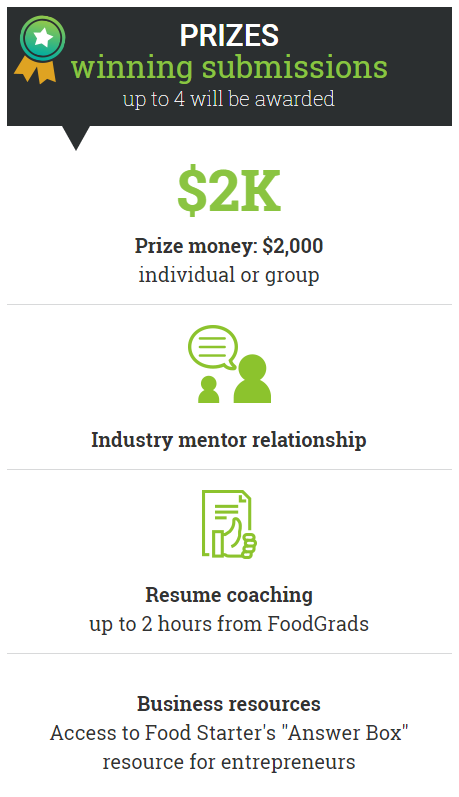 PRIZES
winning submissions
up to 4 will be awarded
$2K
Prize money: $2,000
individual or group
Industry mentor relationship
Resume coaching
up to 2 hours from FoodGrads
Business resources
Access to Food Starter's "Answer Box"
resource for entrepreneurs